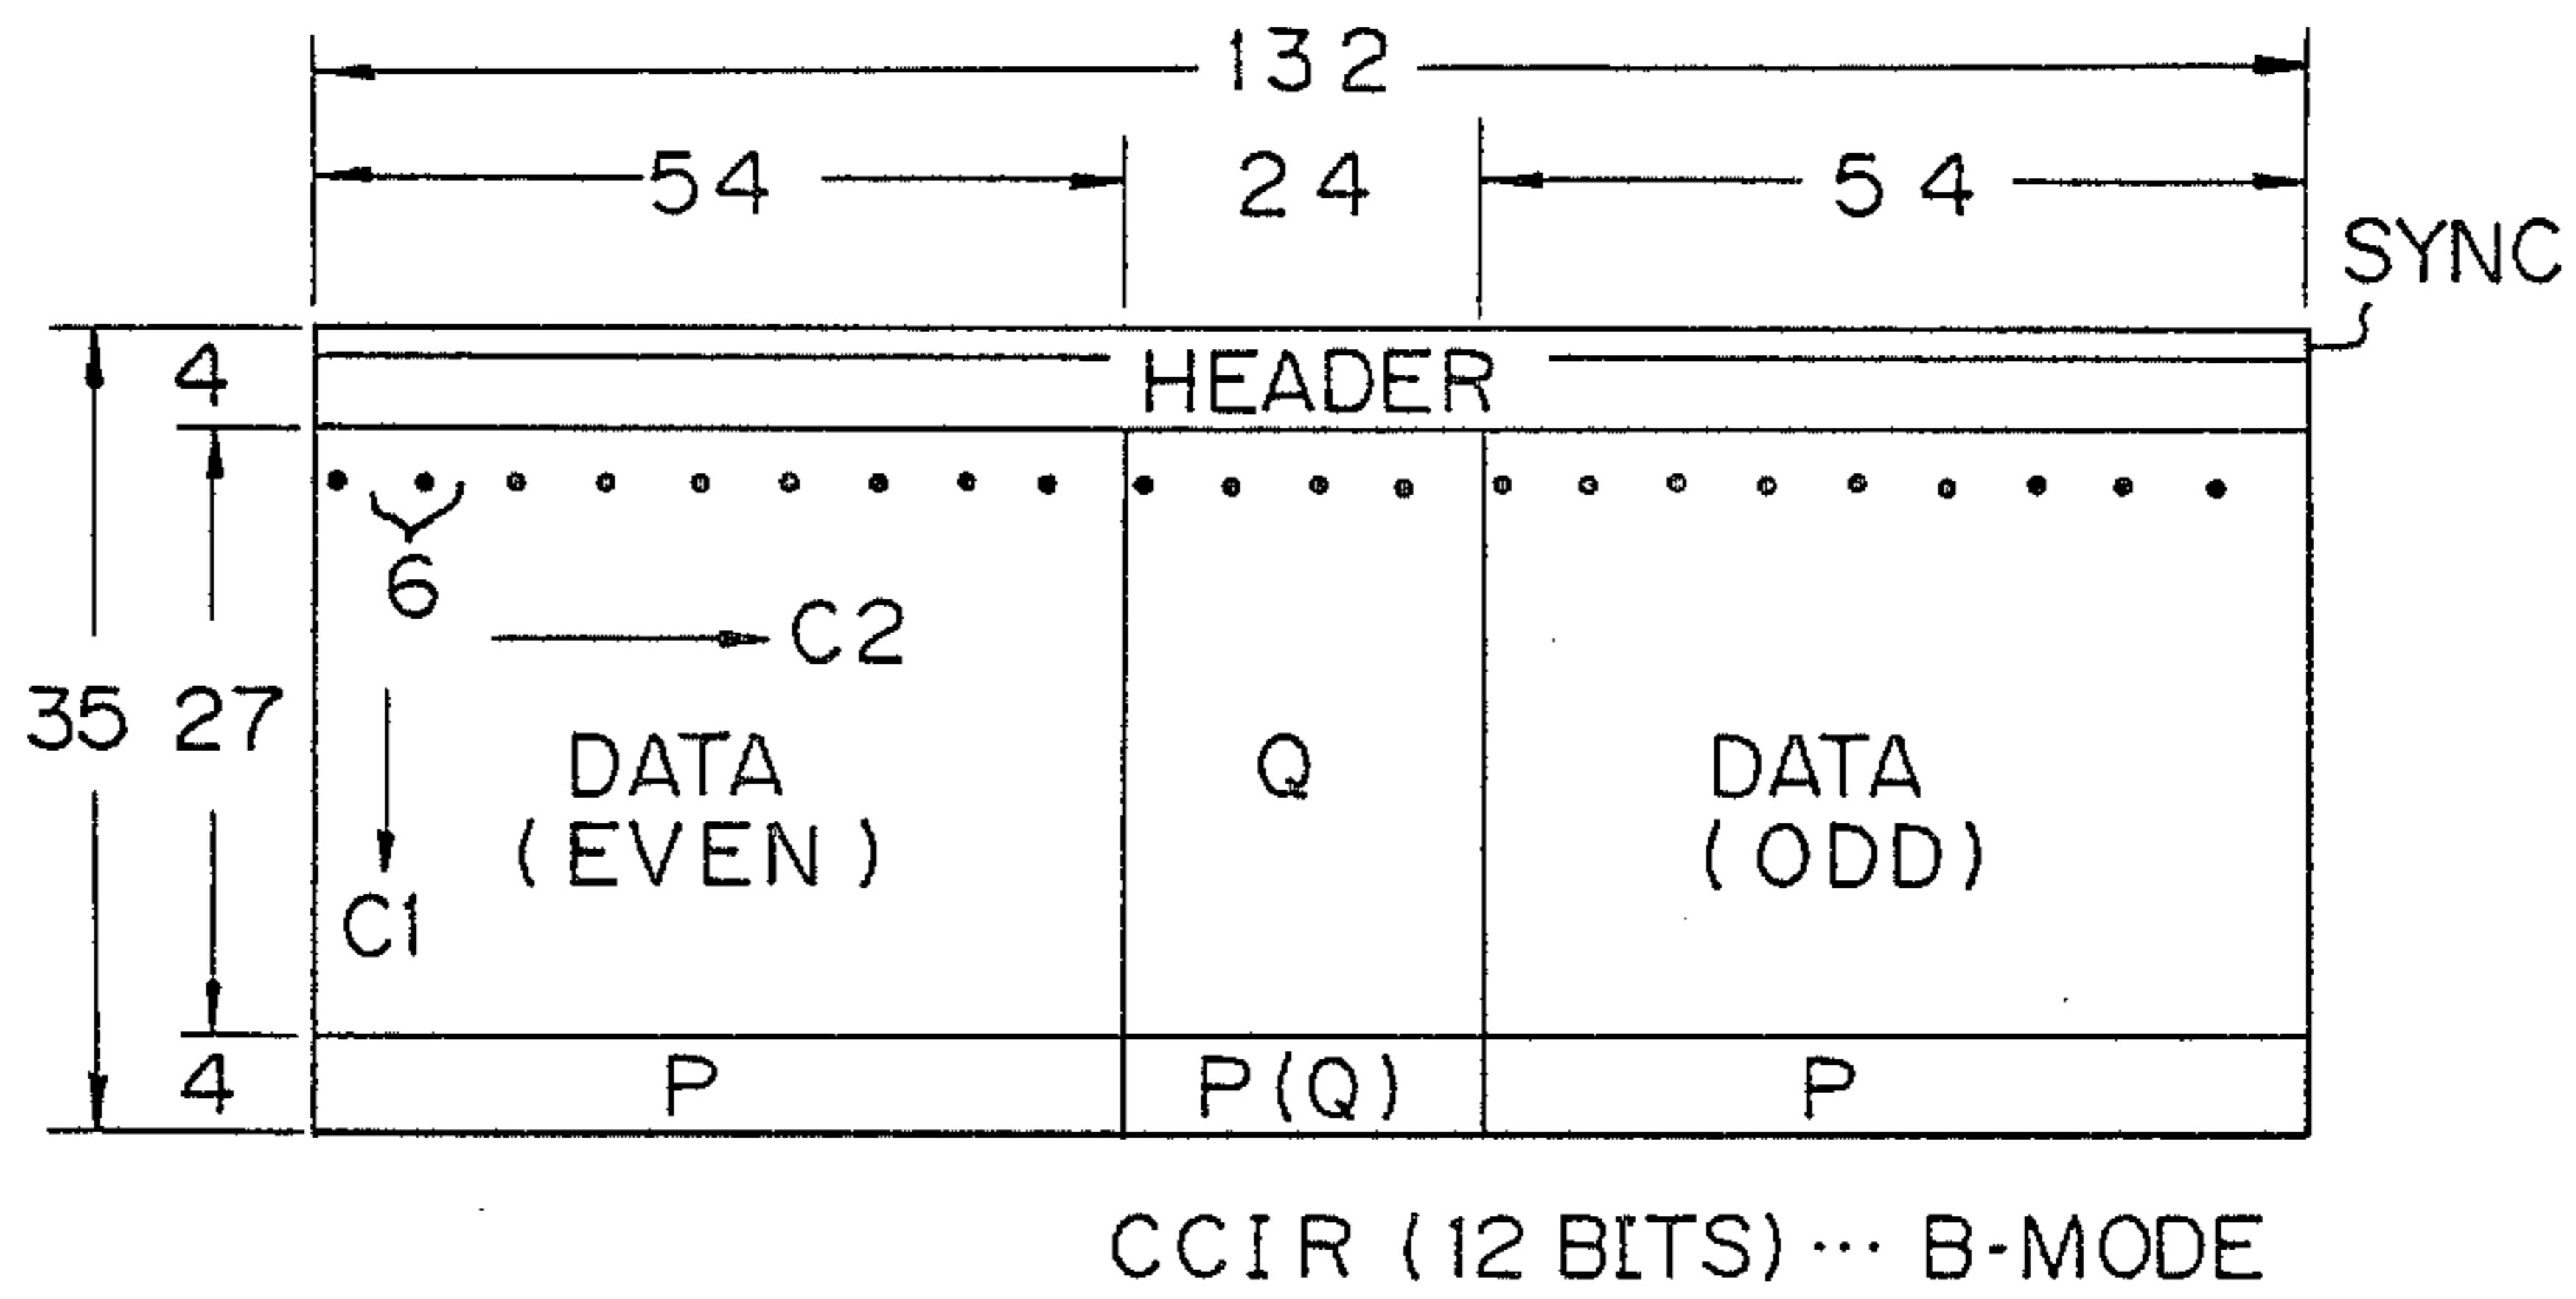 132
54 24 54
SYNC
4 HEADER
6
C2
35 27
DATA Q DATA
(EVEN) (ODD)
C1
4 P P(Q) P
CCIR (12 BITS) ··· B-MODE